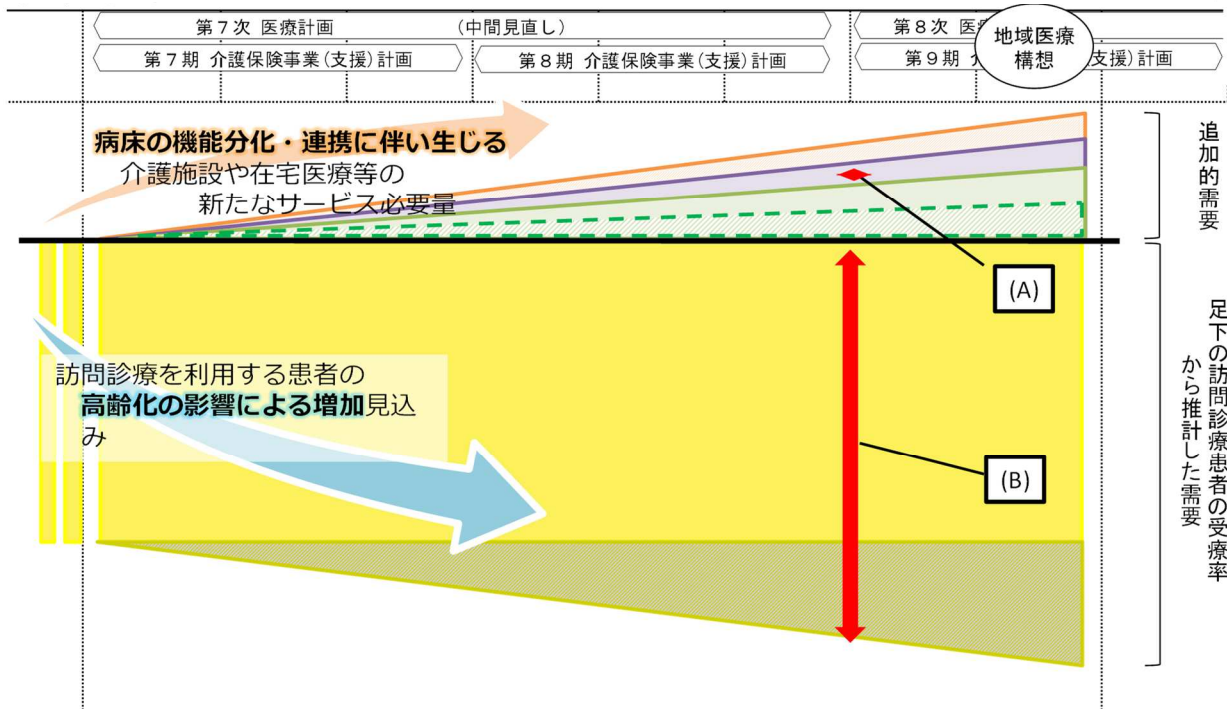 第７次 医療計画
(中間見直し)
第８次 医
地域医療
構想
第７期 介護保険事業(支援)計画
第８期 介護保険事業(支援)計画
第９期
支援)計画
病床の機能分化・連携に伴い生じる
介護施設や在宅医療等の
新たなサービス必要量
追加的需要
(A)
訪問診療を利用する患者の
高齢化の影響による増加見込
み
(B)
足下の訪問診療患者の受療率
から推計した需要